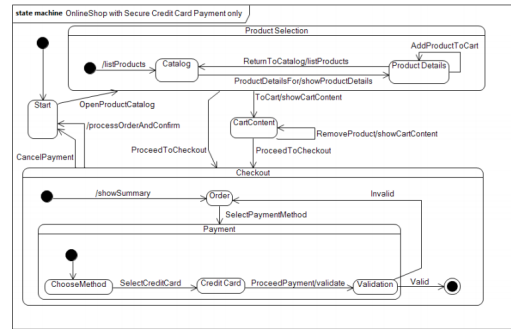 state machine OnlineShop with Secure Credit Card Payment only
Product Selection
AddProductToCart
/listProducts
Catalog
ReturnToCatalog/listProducts
Product Details
ProductDetailsFor/showProductDetails
Start
OpenProductCatalog
ToCart/showCartContent
/processOrderAndConfirm
CartContent
RemoveProduct/showCartContent
CancelPayment
ProceedToCheckout
ProceedToCheckout
Checkout
/showSummary
Order
Invalid
SelectPaymentMethod
Payment
ChooseMethod
SelectCreditCard
Credit Card
ProceedPayment/validate
Validation
Valid